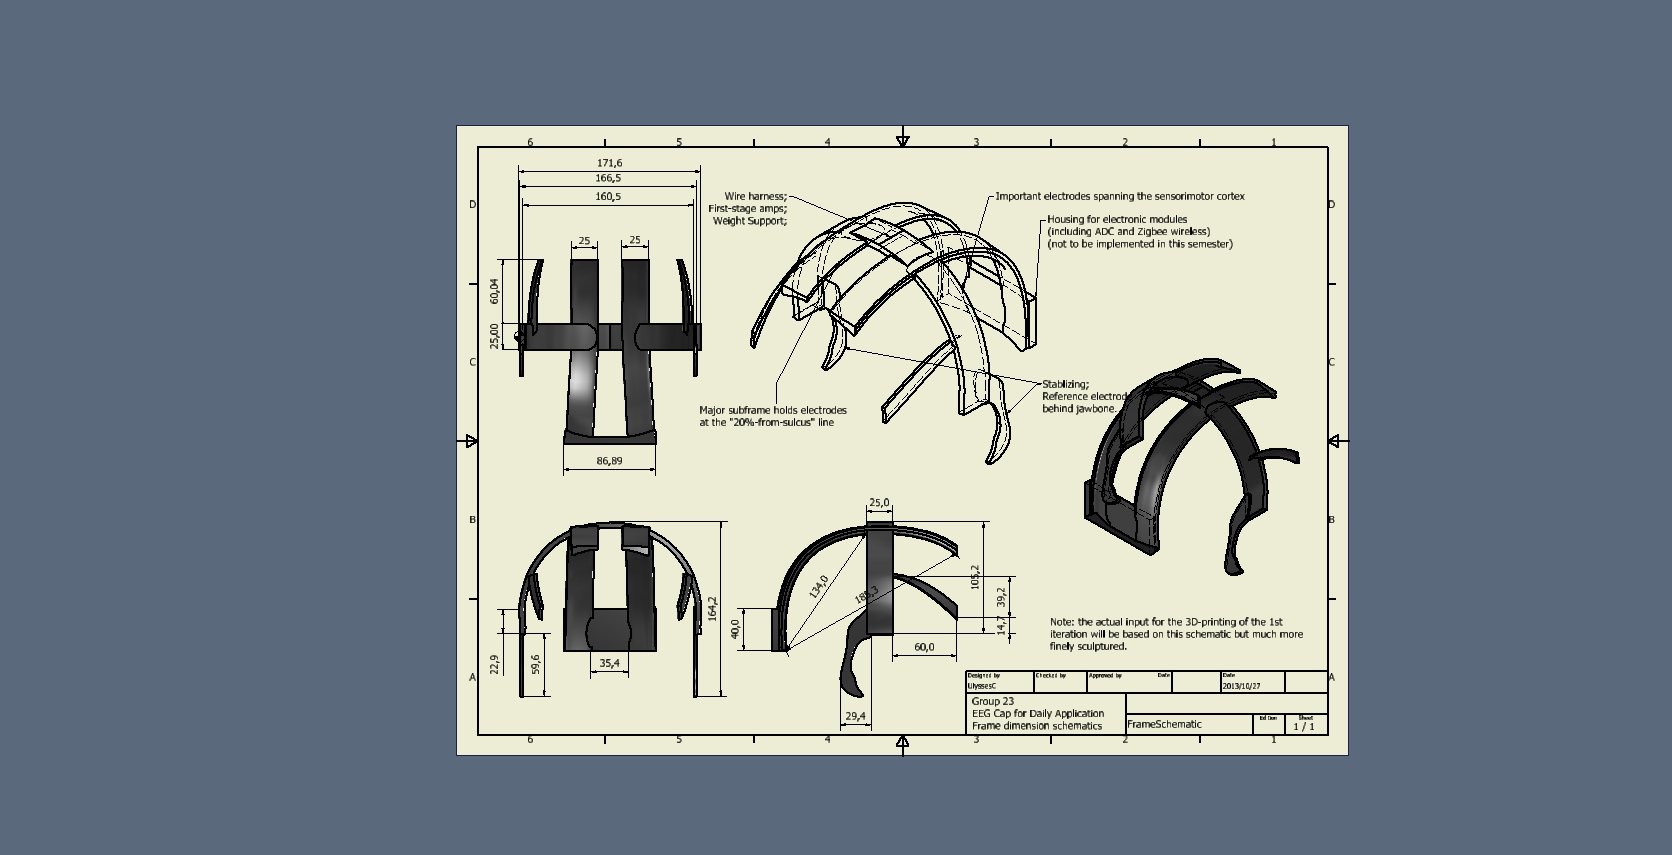 6 5 4 3 2 1
D
D
C
C
B
B
A
A
171,6
166,5
160,5
25 25
60,04
25,00
86,89
Wire harness;
First-stage amps;
Weight Support;
Important electrodes spanning the sensorimotor cortex
Housing for electronic modules
(including ADC and Zigbee wireless)
(not to be implemented in this semester)
Major subframe holds electrodes
at the "20%-from-sulcus" line
Stablizing;
Reference electrod
behind jawbone.
164,2
22,9
59,6
35,4
25,0
134,0
105,2
39,2
14,7
40,0
60,0
29,4
Note: the actual input for the 3D-printing of the 1st
iteration will be based on this schematic but much more
finely sculptured.
Designed by Checked by Approved by Date Date
UlyssesC 2013/10/27
Group 23
EEG Cap for Daily Application
Frame dimension schematics
FrameSchematic
Edition
Sheet
1 / 1
6 5 4 3 2 1